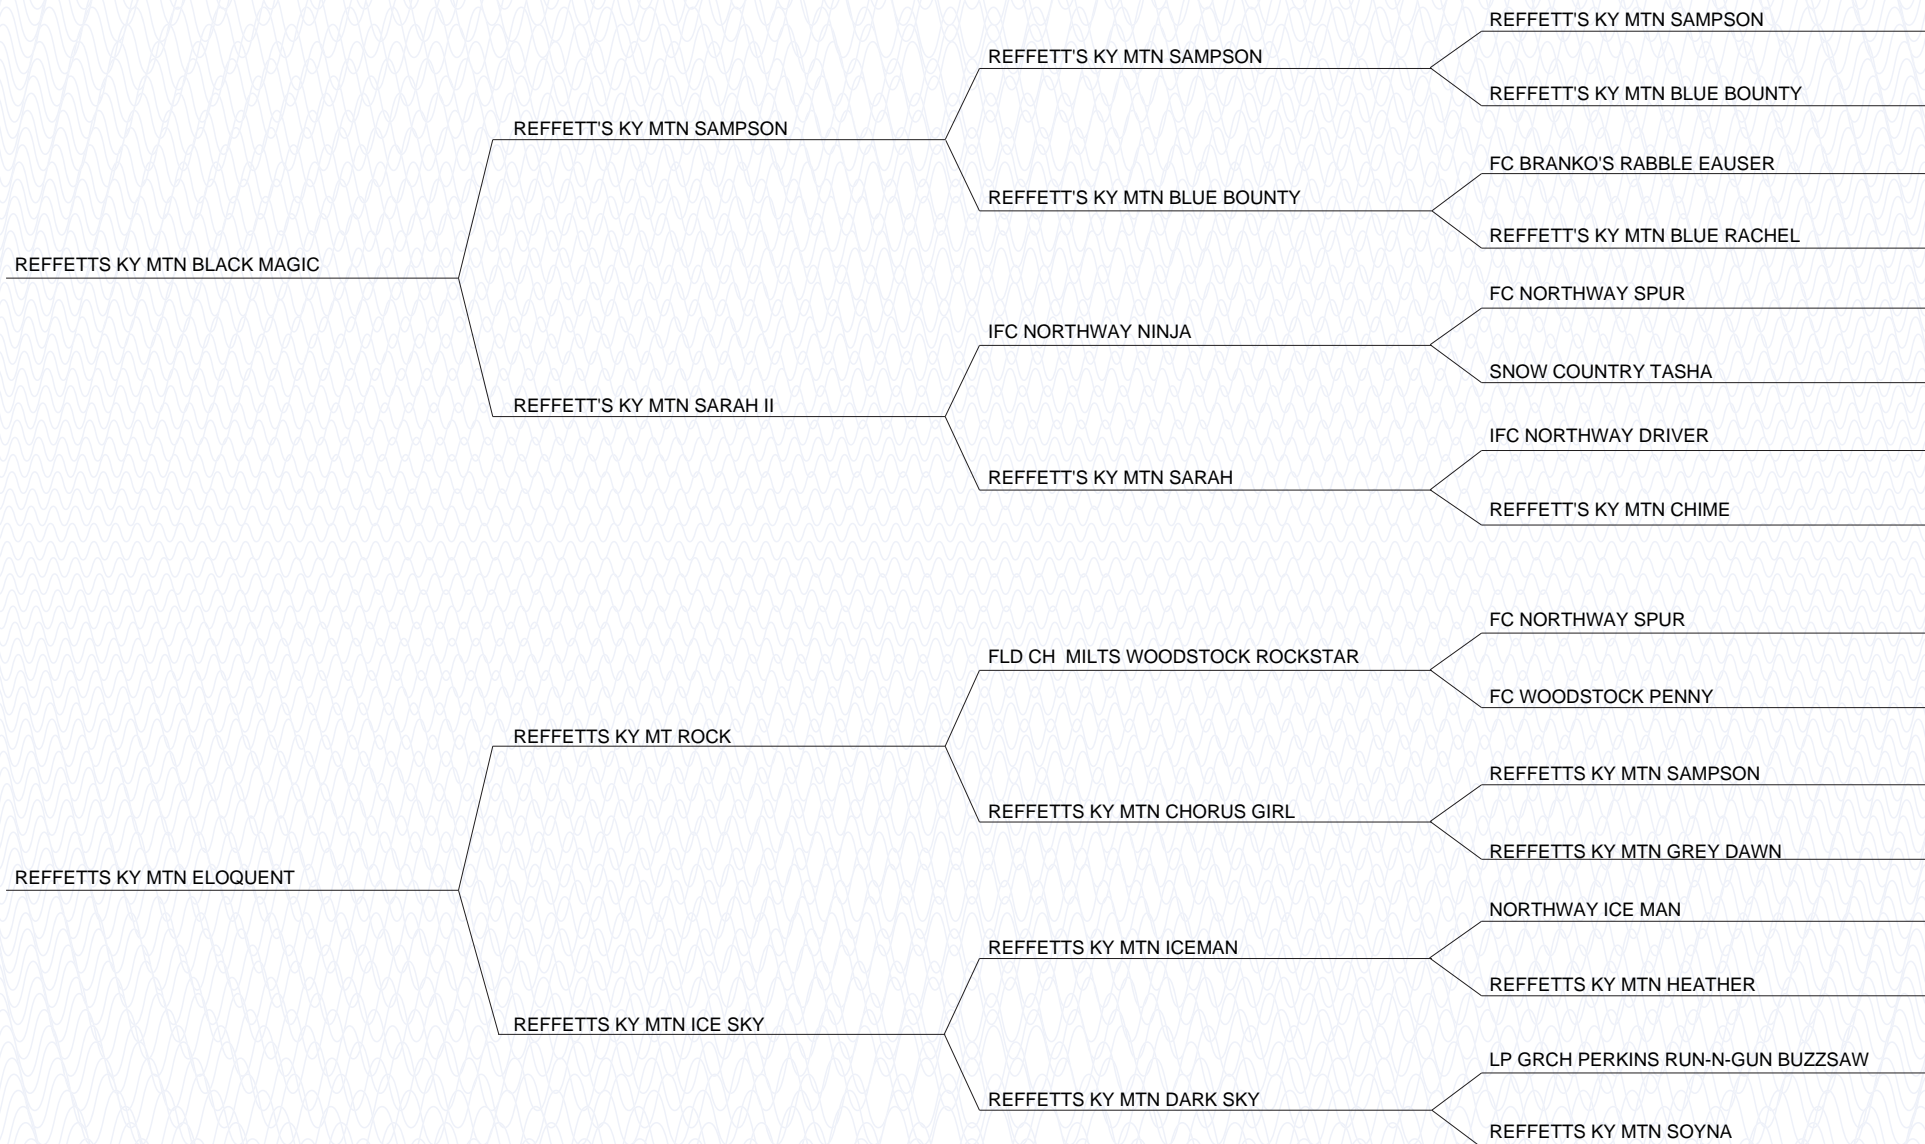 REFFETT'S KY MTN SAMPSON
REFFETT'S KY MTN SAMPSON
REFFETT'S KY MTN BLUE BOUNTY
REFFETT'S KY MTN SAMPSON
FC BRANKO'S RABBLE EAUSER
REFFETT'S KY MTN BLUE BOUNTY
REFFETT'S KY MTN BLUE RACHEL
REFFETTS KY MTN BLACK MAGIC
FC NORTHWAY SPUR
IFC NORTHWAY NINJA
SNOW COUNTRY TASHA
REFFETT'S KY MTN SARAH II
IFC NORTHWAY DRIVER
REFFETT'S KY MTN SARAH
REFFETT'S KY MTN CHIME
FC NORTHWAY SPUR
FLD CH  MILTS WOODSTOCK ROCKSTAR
FC WOODSTOCK PENNY
REFFETTS KY MT ROCK
REFFETTS KY MTN SAMPSON
REFFETTS KY MTN CHORUS GIRL
REFFETTS KY MTN GREY DAWN
REFFETTS KY MTN ELOQUENT
NORTHWAY ICE MAN
REFFETTS KY MTN ICEMAN
REFFETTS KY MTN HEATHER
REFFETTS KY MTN ICE SKY
LP GRCH PERKINS RUN-N-GUN BUZZSAW
REFFETTS KY MTN DARK SKY
REFFETTS KY MTN SOYNA